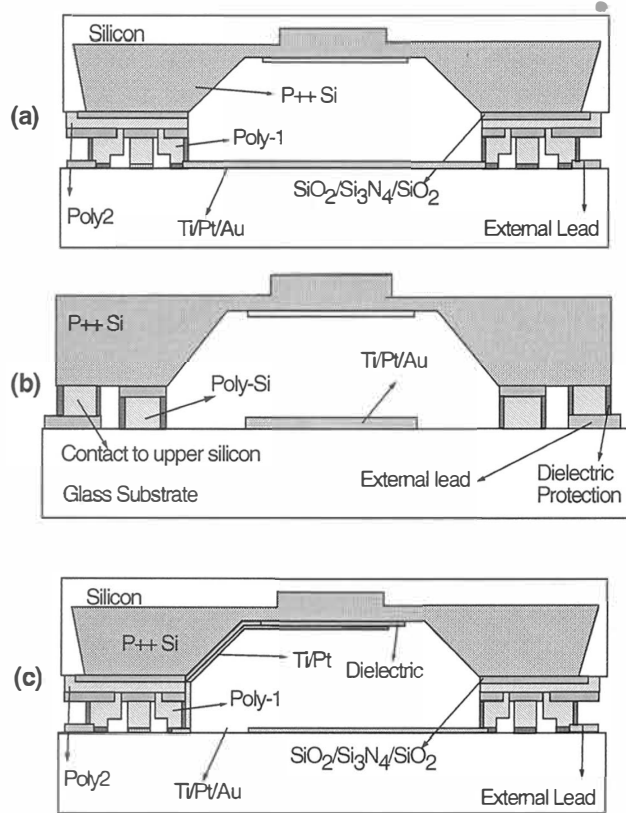 Silicon
P++ Si
(a)
Poly-1
SiO2/Si3N4/SiO2
Poly2
Ti/Pt/Au
External Lead
P++ Si
(b)
Poly-Si
Ti/Pt/Au
Contact to upper silicon
External lead
Dielectric
Protection
Glass Substrate
Silicon
P++ Si
Ti/Pt
Dielectric
(c)
Poly-1
SiO2/Si3N4/SiO2
Poly2
Ti/Pt/Au
External Lead